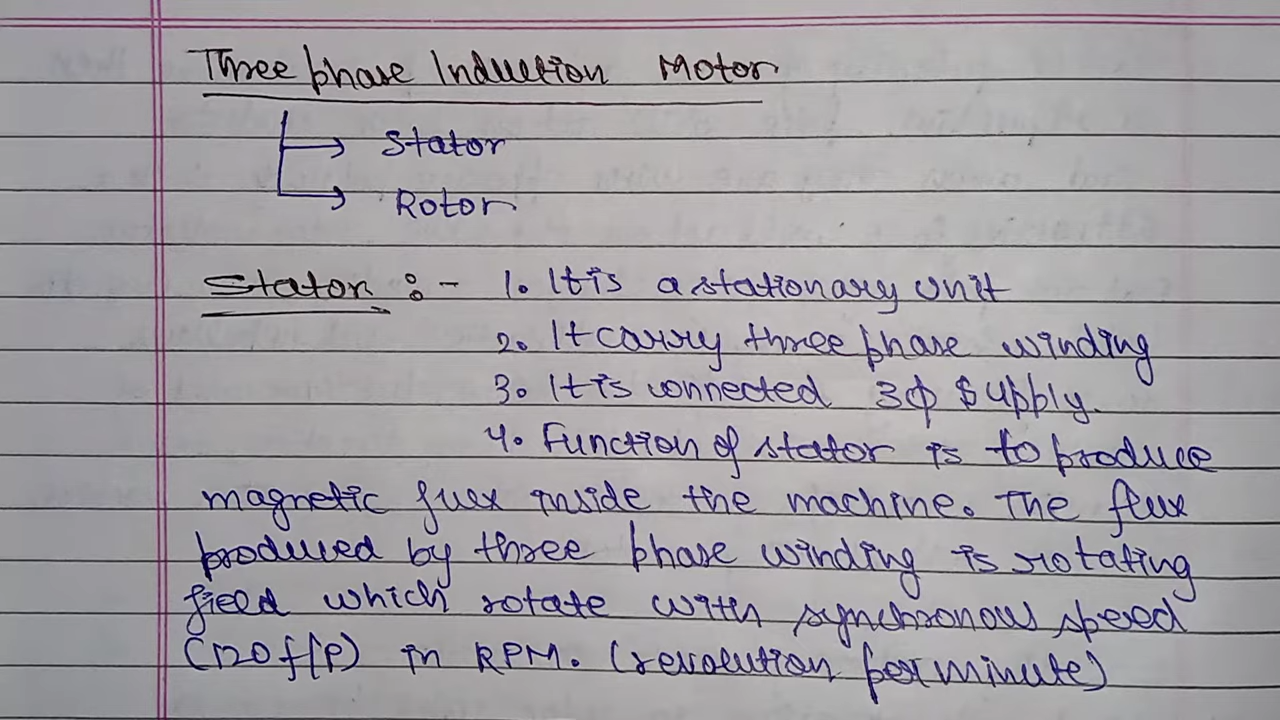 Three phase Induction Motor
Stator
Rotor
Stator :- 1. It is a stationary unit
2. It carry three phase winding
3. It is connected 3φ supply.
4. Function of stator is to produce
magnetic flux inside the machine. The flux
produced by three phase winding is rotating
field which rotate with synchronous speed
(120f/P) in RPM. (revolution per minute)